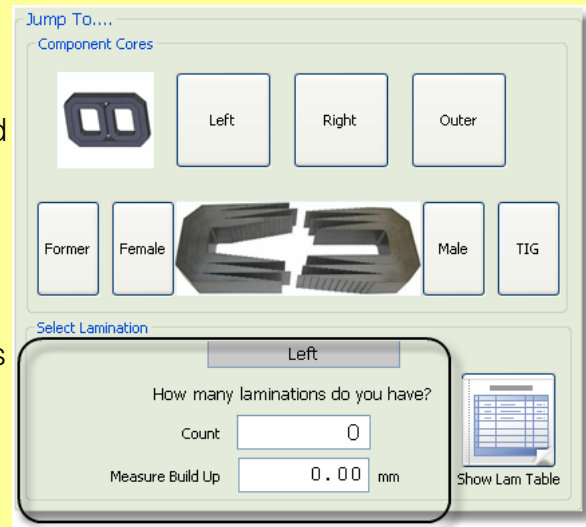 Jump To....
Component Cores
d
Left Right Outer
Former Female Male TIG
Select Lamination
s
Left
How many laminations do you have?
Count 0
Measure Build Up 0.00 mm
Show Lam Table